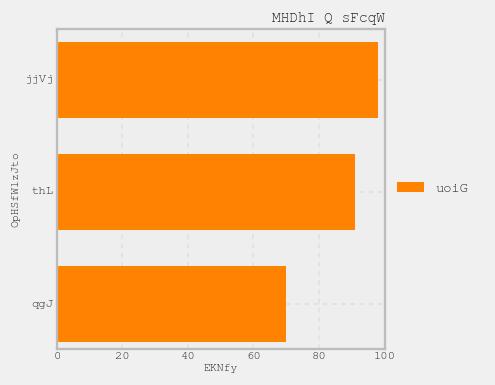 MHDhI Q sFcqW
jjVj
thL
qgJ
OpHSfWlzJto
0 20 40 60 80 100
EKNfy
uoiG